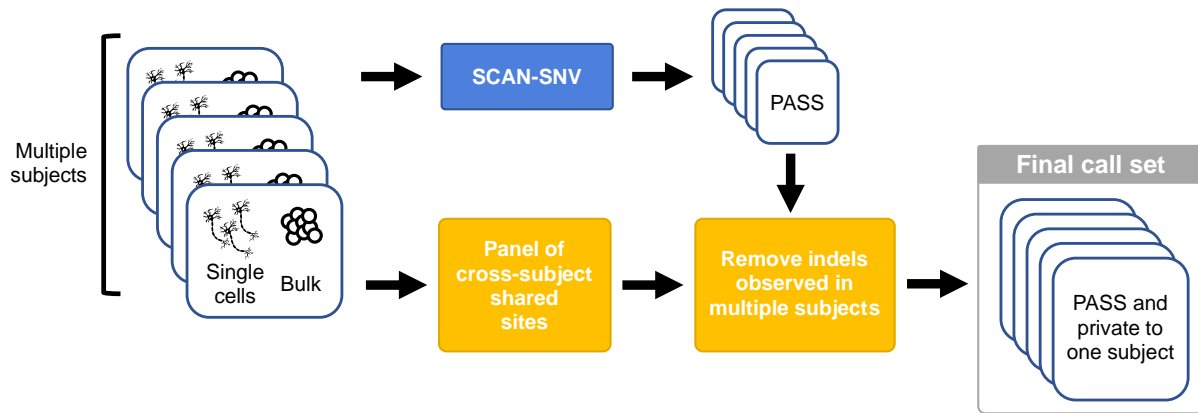 Multiple
subjects
Single
cells
Bulk
SCAN-SNV
PASS
Panel of
cross-subject
shared
sites
Remove indels
observed in
multiple subjects
Final call set
PASS and
private to
one subject